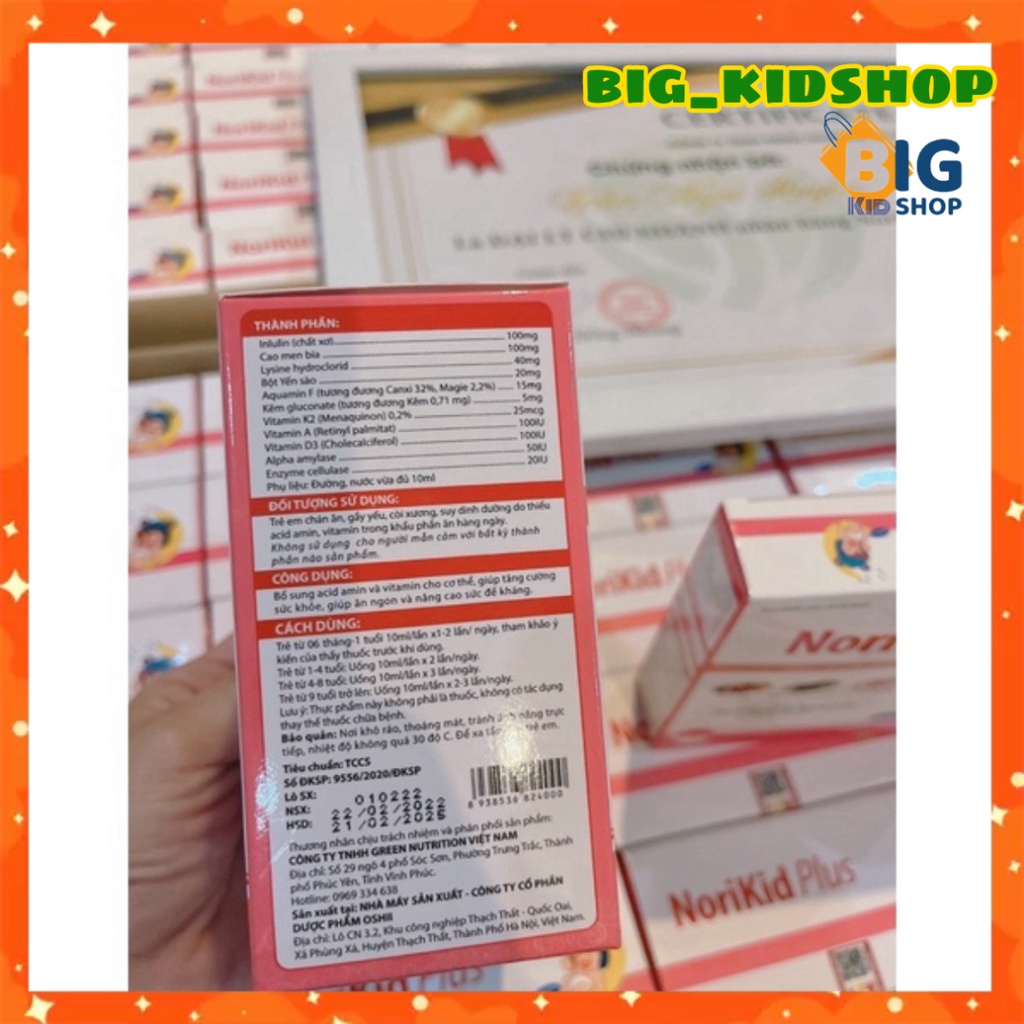 BIG_KIDSHOP
BIG
KID SHOP
THÀNH PHẦN:
Inlulin (chất xơ) 100mg
Cao men bia 100mg
Lysine hydroclorid 40mg
Bột Yến sào 20mg
Aquamin F (tương đương Canxi 32%, Magie 2,2%) 15mg
Kẽm gluconate (tương đương Kẽm 0,71 mg) 5mg
Vitamin K2 (Menaquinon) 0,2% 25mcg
Vitamin A (Retinyl palmitat) 100IU
Vitamin D3 (Cholecalciferol) 100IU
Alpha amylase 50IU
Enzyme cellulase 20IU
Phụ liệu: Đường, nước vừa đủ 10ml
ĐỐI TƯỢNG SỬ DỤNG:
Trẻ em chán ăn, gầy yếu, còi xương, suy dinh dưỡng do thiếu
acid amin, vitamin trong khẩu phần ăn hàng ngày.
Không sử dụng cho người mẫn cảm với bất kỳ thành
phần nào sản phẩm.
CÔNG DỤNG:
Bổ sung acid amin và vitamin cho cơ thể, giúp tăng cường
sức khỏe, giúp ăn ngon và nâng cao sức đề kháng.
CÁCH DÙNG:
Trẻ từ 06 tháng-1 tuổi 10ml/lần x1-2 lần/ ngày, tham khảo ý
kiến của thầy thuốc trước khi dùng.
Trẻ từ 1-4 tuổi: Uống 10ml/lần x 2 lần/ngày.
Trẻ từ 4-8 tuổi: Uống 10ml/lần x 3 lần/ngày.
Trẻ từ 9 tuổi trở lên: Uống 10ml/lần x 2-3 lần/ngày.
Lưu ý: Thực phẩm này không phải là thuốc, không có tác dụng
thay thế thuốc chữa bệnh.
Bảo quản: Nơi khô ráo, thoáng mát, tránh ánh nắng trực
tiếp, nhiệt độ không quá 30 độ C. Để xa tầm trẻ em.
Tiêu chuẩn: TCCS
Số ĐKSP: 9556/2020/ĐKSP
Lô SX: 010222
NSX: 22/02/2022
HSD: 21/02/2025
8 938536 824000
Thương nhân chịu trách nhiệm và phân phối sản phẩm:
CÔNG TY TNHH GREEN NUTRITION VIỆT NAM
Địa chỉ: Số 29 ngõ 4 phố Sóc Sơn, Phường Trưng Trắc, Thành
phố Phúc Yên, Tỉnh Vĩnh Phúc.
Hotline: 0969 334 638
Sản xuất tại: NHÀ MÁY SẢN XUẤT - CÔNG TY CỔ PHẦN
DƯỢC PHẨM OSHII
Địa chỉ: Lô CN 3.2, Khu công nghiệp Thạch Thất - Quốc Oai,
Xã Phùng Xá, Huyện Thạch Thất, Thành Phố Hà Nội, Việt Nam.
NoriKid Plus